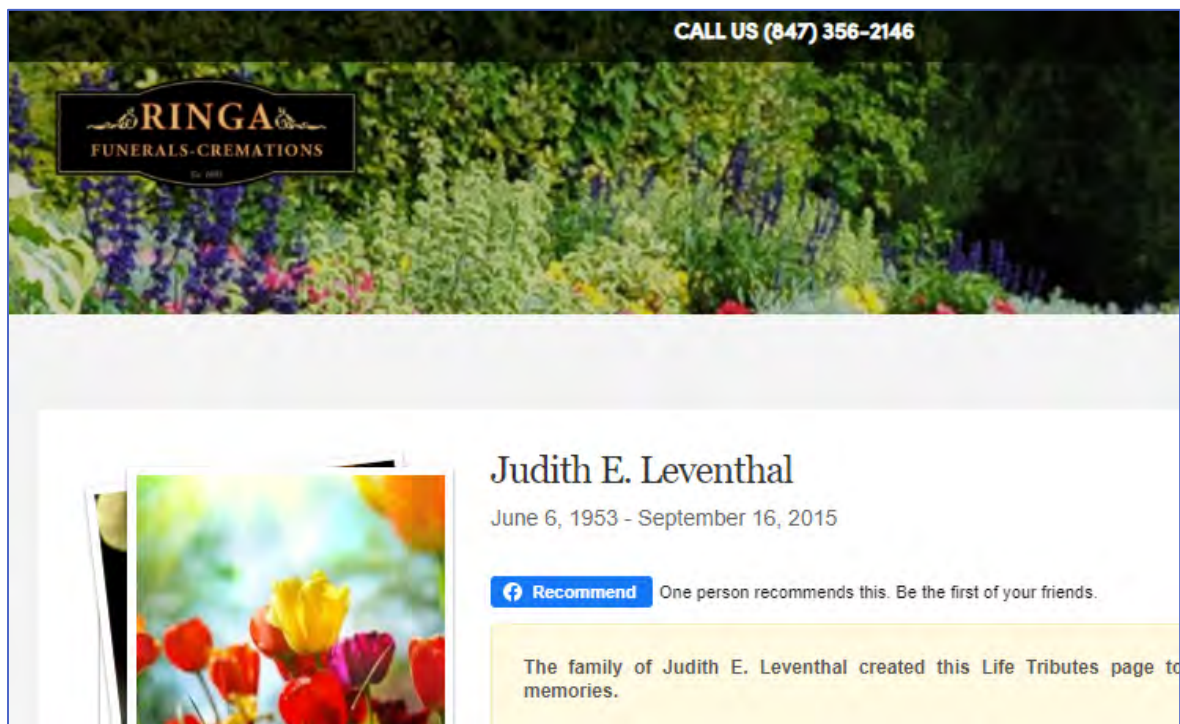 CALL US (847) 356-2146
RINGA
FUNERALS-CREMATIONS
Judith E. Leventhal
June 6, 1953 - September 16, 2015
Recommend One person recommends this. Be the first of your friends.
The family of Judith E. Leventhal created this Life Tributes page to
memories.